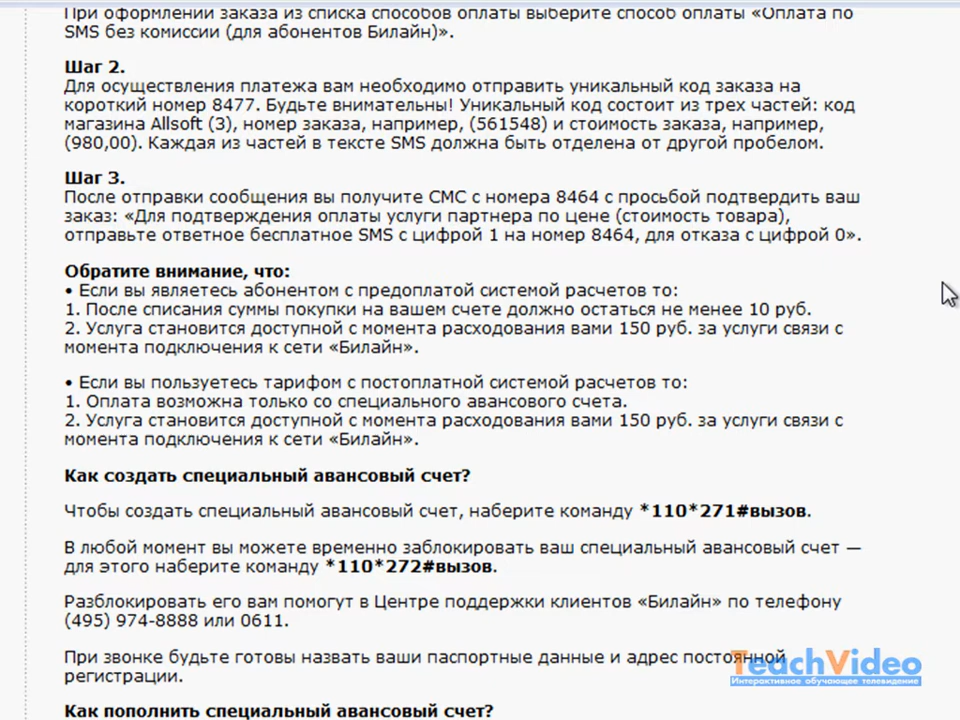 При оформлении заказа из списка способов оплаты выберите способ оплаты «Оплата по
SMS без комиссии (для абонентов Билайн)».
Шаг 2.
Для осуществления платежа вам необходимо отправить уникальный код заказа на
короткий номер 8477. Будьте внимательны! Уникальный код состоит из трех частей: код
магазина Allsoft (3), номер заказа, например, (561548) и стоимость заказа, например,
(980,00). Каждая из частей в тексте SMS должна быть отделена от другой пробелом.
Шаг 3.
После отправки сообщения вы получите СМС с номера 8464 с просьбой подтвердить ваш
заказ: «Для подтверждения оплаты услуги партнера по цене (стоимость товара),
отправьте ответное бесплатное SMS с цифрой 1 на номер 8464, для отказа с цифрой 0».
Обратите внимание, что:
• Если вы являетесь абонентом с предоплатой системой расчетов то:
1. После списания суммы покупки на вашем счете должно остаться не менее 10 руб.
2. Услуга становится доступной с момента расходования вами 150 руб. за услуги связи с
момента подключения к сети «Билайн».
• Если вы пользуетесь тарифом с постоплатной системой расчетов то:
1. Оплата возможна только со специального авансового счета.
2. Услуга становится доступной с момента расходования вами 150 руб. за услуги связи с
момента подключения к сети «Билайн».
Как создать специальный авансовый счет?
Чтобы создать специальный авансовый счет, наберите команду *110*271#вызов.
В любой момент вы можете временно заблокировать ваш специальный авансовый счет —
для этого наберите команду *110*272#вызов.
Разблокировать его вам помогут в Центре поддержки клиентов «Билайн» по телефону
(495) 974-8888 или 0611.
При звонке будьте готовы назвать ваши паспортные данные и адрес постоянной
регистрации.
TeachVideo
Интерактивное обучающее телевидение
Как пополнить специальный авансовый счет?